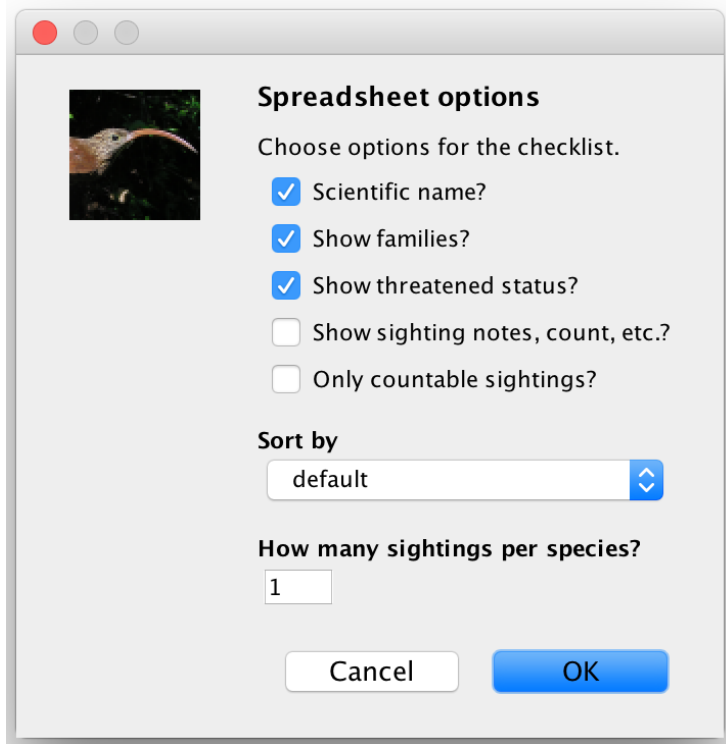 Spreadsheet options
Choose options for the checklist.
Scientific name?
Show families?
Show threatened status?
Show sighting notes, count, etc.?
Only countable sightings?
Sort by
default
How many sightings per species?
1
Cancel OK